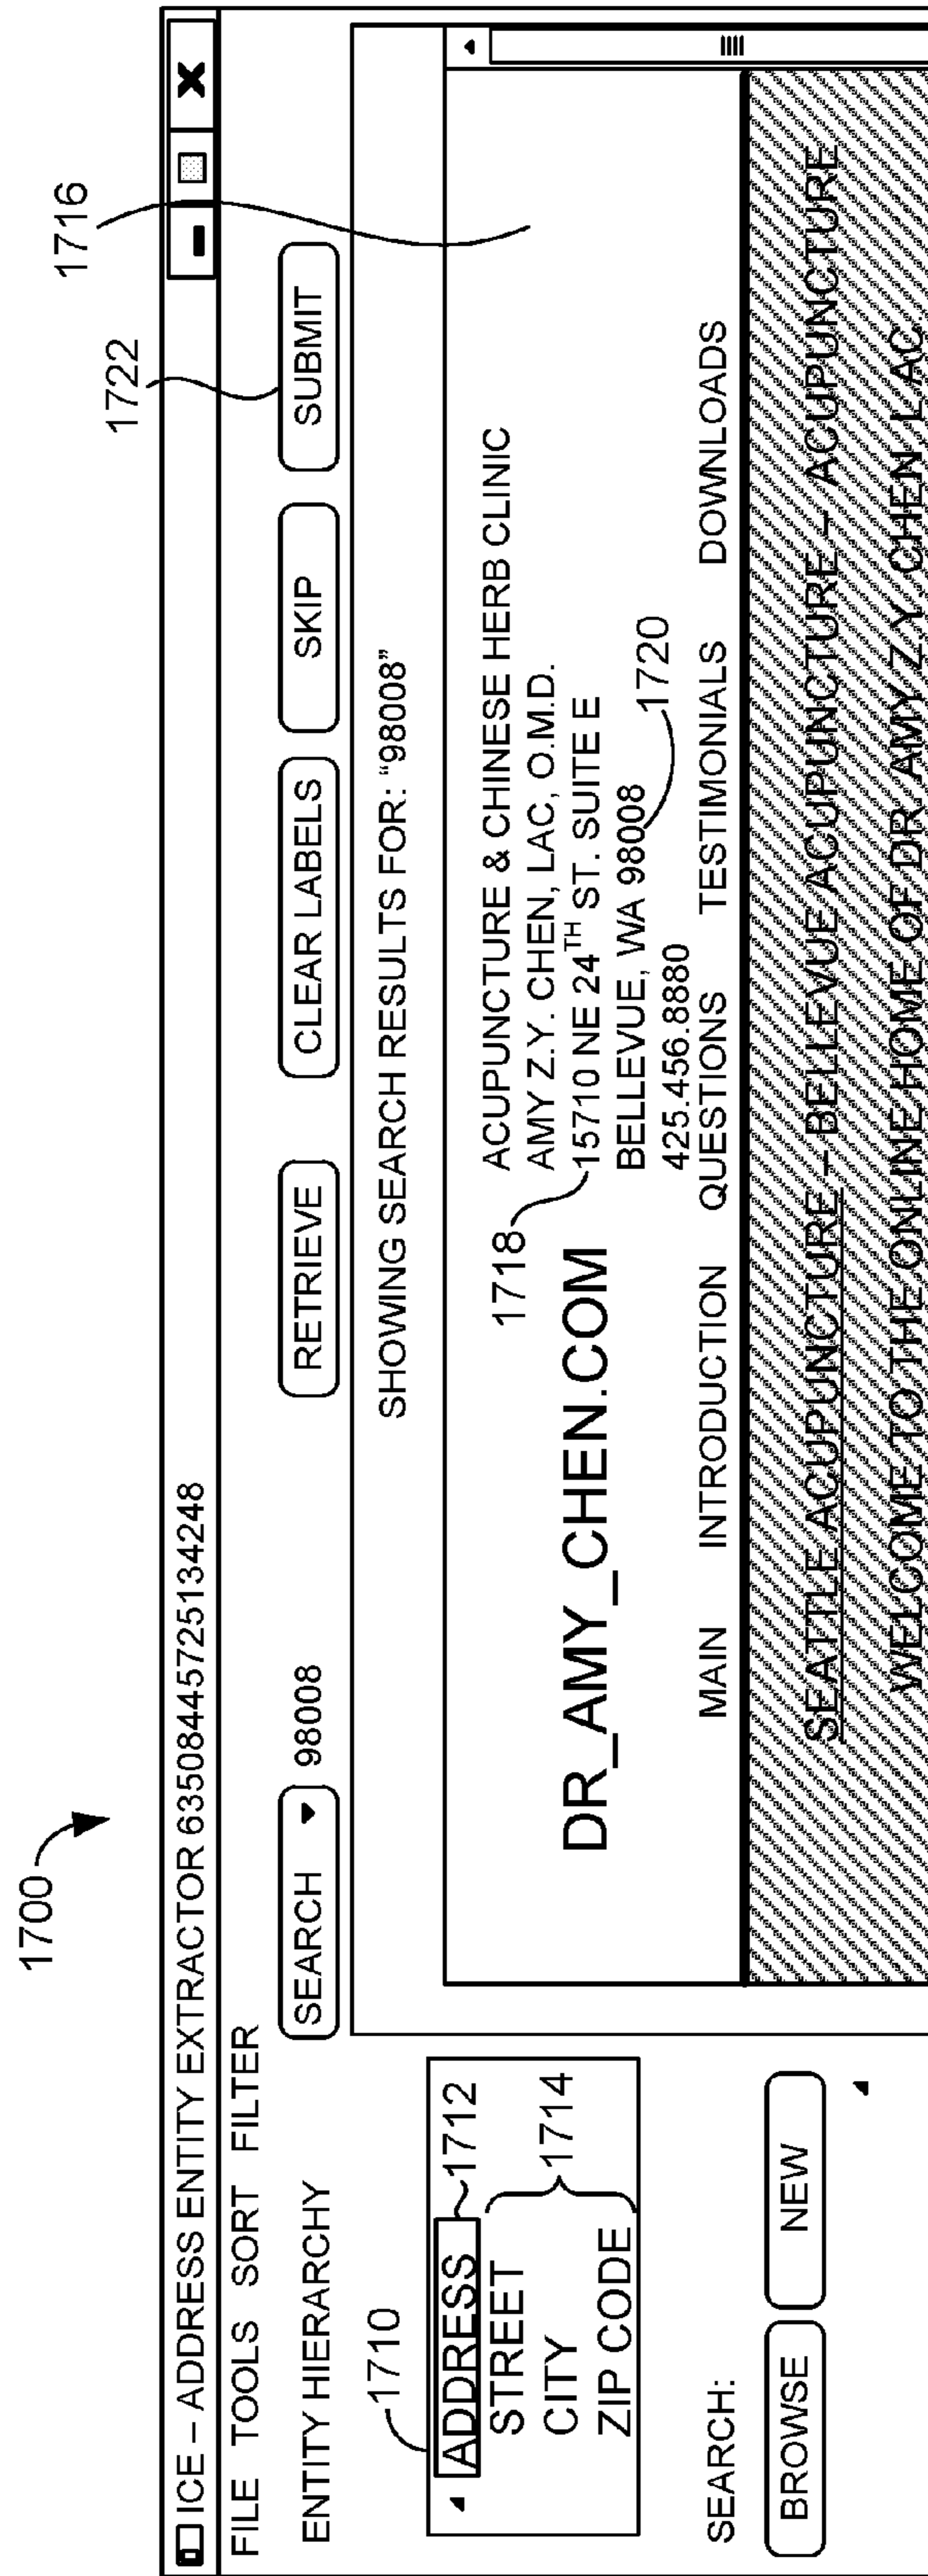 1700
1716
1722
ICE – ADDRESS ENTITY EXTRACTOR 635084457725134248
FILE TOOLS SORT FILTER
ENTITY HIERARCHY
SEARCH 98008 RETRIEVE CLEAR LABELS SKIP SUBMIT
SHOWING SEARCH RESULTS FOR: "98008"
1710
ADDRESS 1712
STREET
CITY
ZIP CODE
1714
SEARCH:
BROWSE NEW
DR_AMY_CHEN.COM
1718
ACUPUNCTURE & CHINESE HERB CLINIC
AMY Z.Y. CHEN, LAC, O.M.D.
15710 NE 24TH ST. SUITE E
BELLEVUE, WA 98008
1720
425.456.8880
MAIN INTRODUCTION QUESTIONS TESTIMONIALS DOWNLOADS
SEATTLE ACUPUNCTURE – BELLEVUE ACUPUNCTURE – ACUPUNCTURE
WELCOME TO THE ONLINE HOME OF DR. AMY Z.Y. CHEN LAC